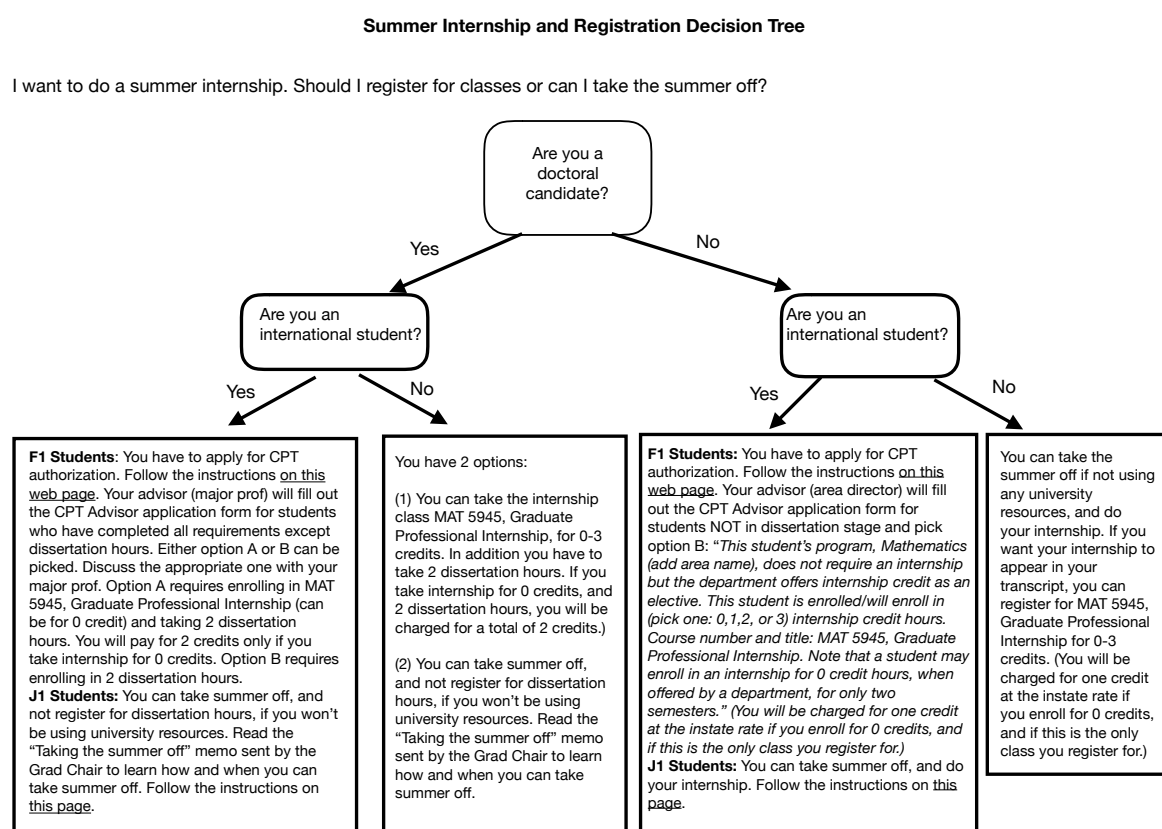 Summer Internship and Registration Decision Tree
I want to do a summer internship. Should I register for classes or can I take the summer off?
Are you a
doctoral
candidate?
Yes
No
Are you an
international student?
Are you an
international student?
Yes
No
Yes
No
F1 Students: You have to apply for CPT
authorization. Follow the instructions on this
web page. Your advisor (major prof) will fill out
the CPT Advisor application form for students
who have completed all requirements except
dissertation hours. Either option A or B can be
picked. Discuss the appropriate one with your
major prof. Option A requires enrolling in MAT
5945, Graduate Professional Internship (can
be for 0 credit) and taking 2 dissertation
hours. You will pay for 2 credits only if you
take internship for 0 credits. Option B requires
enrolling in 2 dissertation hours.
J1 Students: You can take summer off, and
not register for dissertation hours, if you won’t
be using university resources. Read the
“Taking the summer off” memo sent by the
Grad Chair to learn how and when you can
take summer off. Follow the instructions on
this page.
You have 2 options:
(1) You can take the internship
class MAT 5945, Graduate
Professional Internship, for 0-3
credits. In addition you have to
take 2 dissertation hours. If you
take internship for 0 credits, and
2 dissertation hours, you will be
charged for a total of 2 credits.)
(2) You can take summer off,
and not register for dissertation
hours, if you won’t be using
university resources. Read the
“Taking the summer off” memo
sent by the Grad Chair to learn
how and when you can take
summer off.
F1 Students: You have to apply for CPT
authorization. Follow the instructions on this
web page. Your advisor (area director) will fill
out the CPT Advisor application form for
students NOT in dissertation stage and pick
option B: “This student’s program, Mathematics
(add area name), does not require an internship
but the department offers internship credit as an
elective. This student is enrolled/will enroll in
(pick one: 0,1,2, or 3) internship credit hours.
Course number and title: MAT 5945, Graduate
Professional Internship. Note that a student may
enroll in an internship for 0 credit hours, when
offered by a department, for only two
semesters.” (You will be charged for one credit
at the instate rate if you enroll for 0 credits, and
if this is the only class you register for.)
J1 Students: You can take summer off, and do
your internship. Follow the instructions on this
page.
You can take the
summer off if not using
any university
resources, and do
your internship. If you
want your internship to
appear in your
transcript, you can
register for MAT 5945,
Graduate Professional
Internship for 0-3
credits. (You will be
charged for one credit
at the instate rate if
you enroll for 0 credits,
and if this is the only
class you register for.)